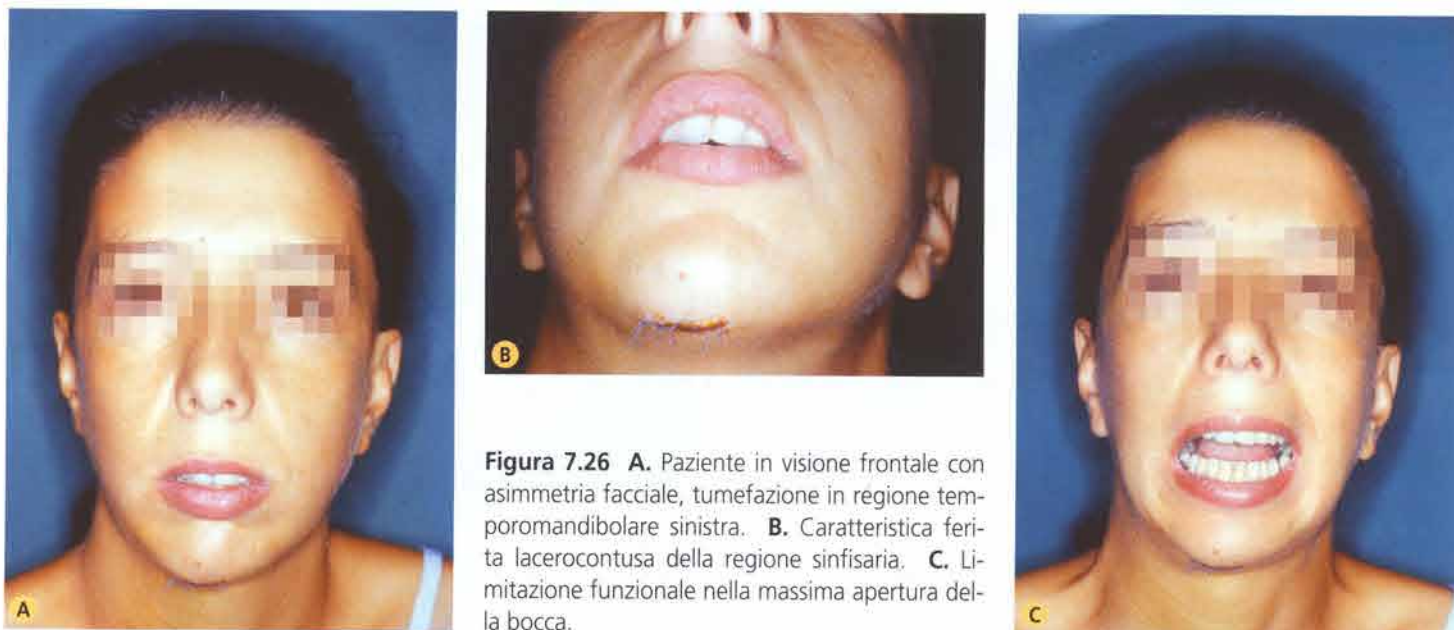 A
B
C
Figura 7.26 A. Paziente in visione frontale con
asimmetria facciale, tumefazione in regione tem-
poromandibolare sinistra. B. Caratteristica feri-
ta lacerocontusa della regione sinfisaria. C. Li-
mitazione funzionale nella massima apertura del-
la bocca.